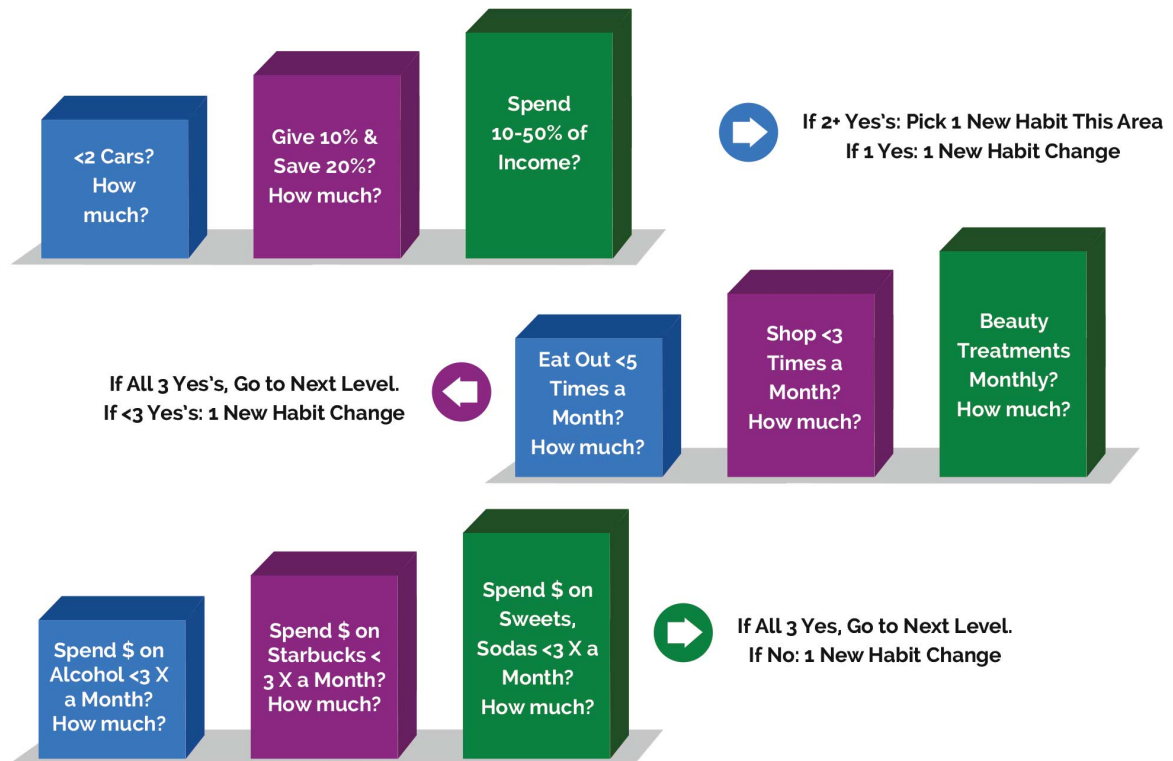 <2 Cars?
How
much?
Give 10% &
Save 20%?
How much?
Spend
10-50% of
Income?
If 2+ Yes's: Pick 1 New Habit This Area
If 1 Yes: 1 New Habit Change
If All 3 Yes's, Go to Next Level.
If <3 Yes's: 1 New Habit Change
Eat Out <5
Times a
Month?
How much?
Shop <3
Times a
Month?
How much?
Beauty
Treatments
Monthly?
How much?
Spend $ on
Alcohol <3 X
a Month?
How much?
Spend $ on
Starbucks <
3 X a Month?
How much?
Spend $ on
Sweets,
Sodas <3 X a
Month?
How much?
If All 3 Yes, Go to Next Level.
If No: 1 New Habit Change